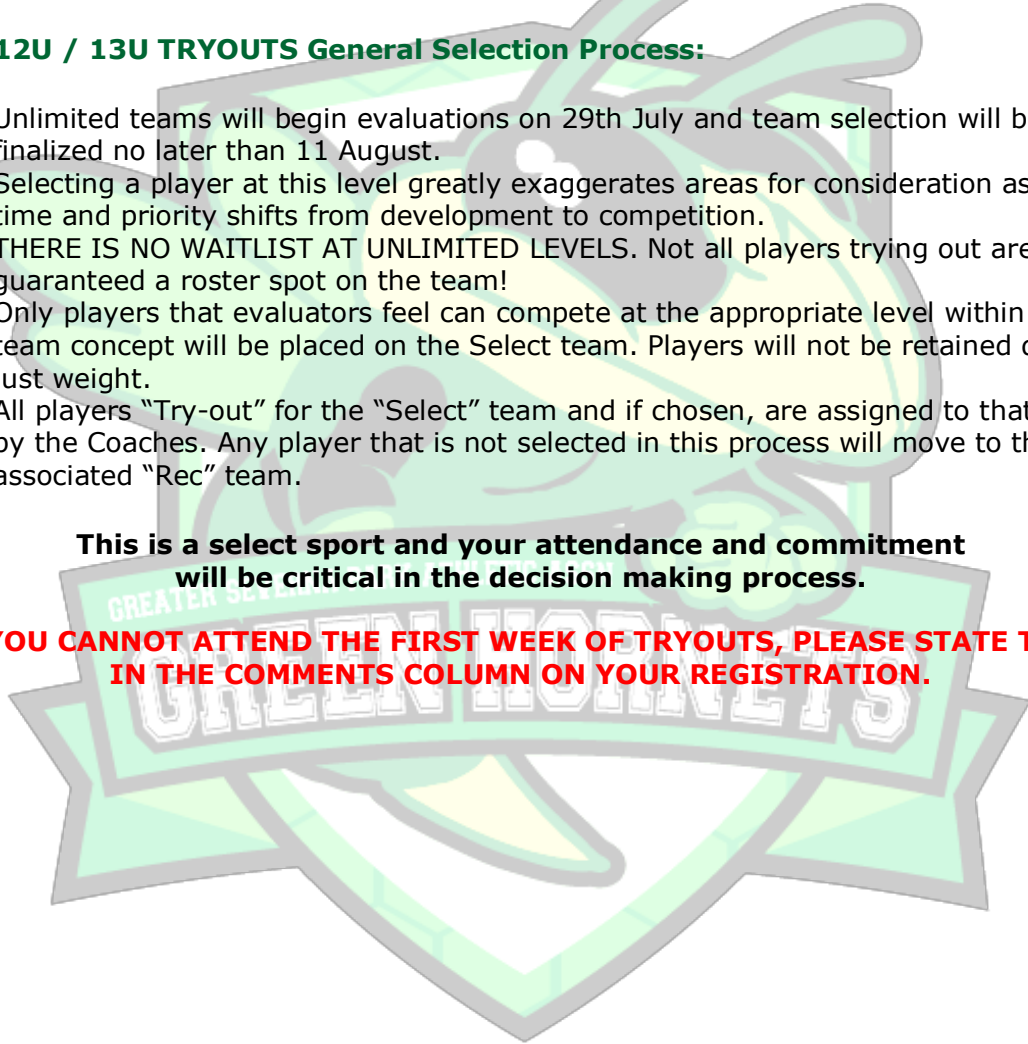 12U / 13U TRYOUTS General Selection Process:
Unlimited teams will begin evaluations on 29th July and team selection will b
finalized no later than 11 August.
Selecting a player at this level greatly exaggerates areas for consideration as
time and priority shifts from development to competition.
THERE IS NO WAITLIST AT UNLIMITED LEVELS. Not all players trying out are
guaranteed a roster spot on the team!
Only players that evaluators feel can compete at the appropriate level within
team concept will be placed on the Select team. Players will not be retained
just weight.
All players “Try-out” for the “Select” team and if chosen, are assigned to that
by the Coaches. Any player that is not selected in this process will move to th
associated “Rec” team.
This is a select sport and your attendance and commitment
will be critical in the decision making process.
GREATER SEVERNA PARK ATHLETIC ASSN
YOU CANNOT ATTEND THE FIRST WEEK OF TRYOUTS, PLEASE STATE T
IN THE COMMENTS COLUMN ON YOUR REGISTRATION.
GREEN HORNETS